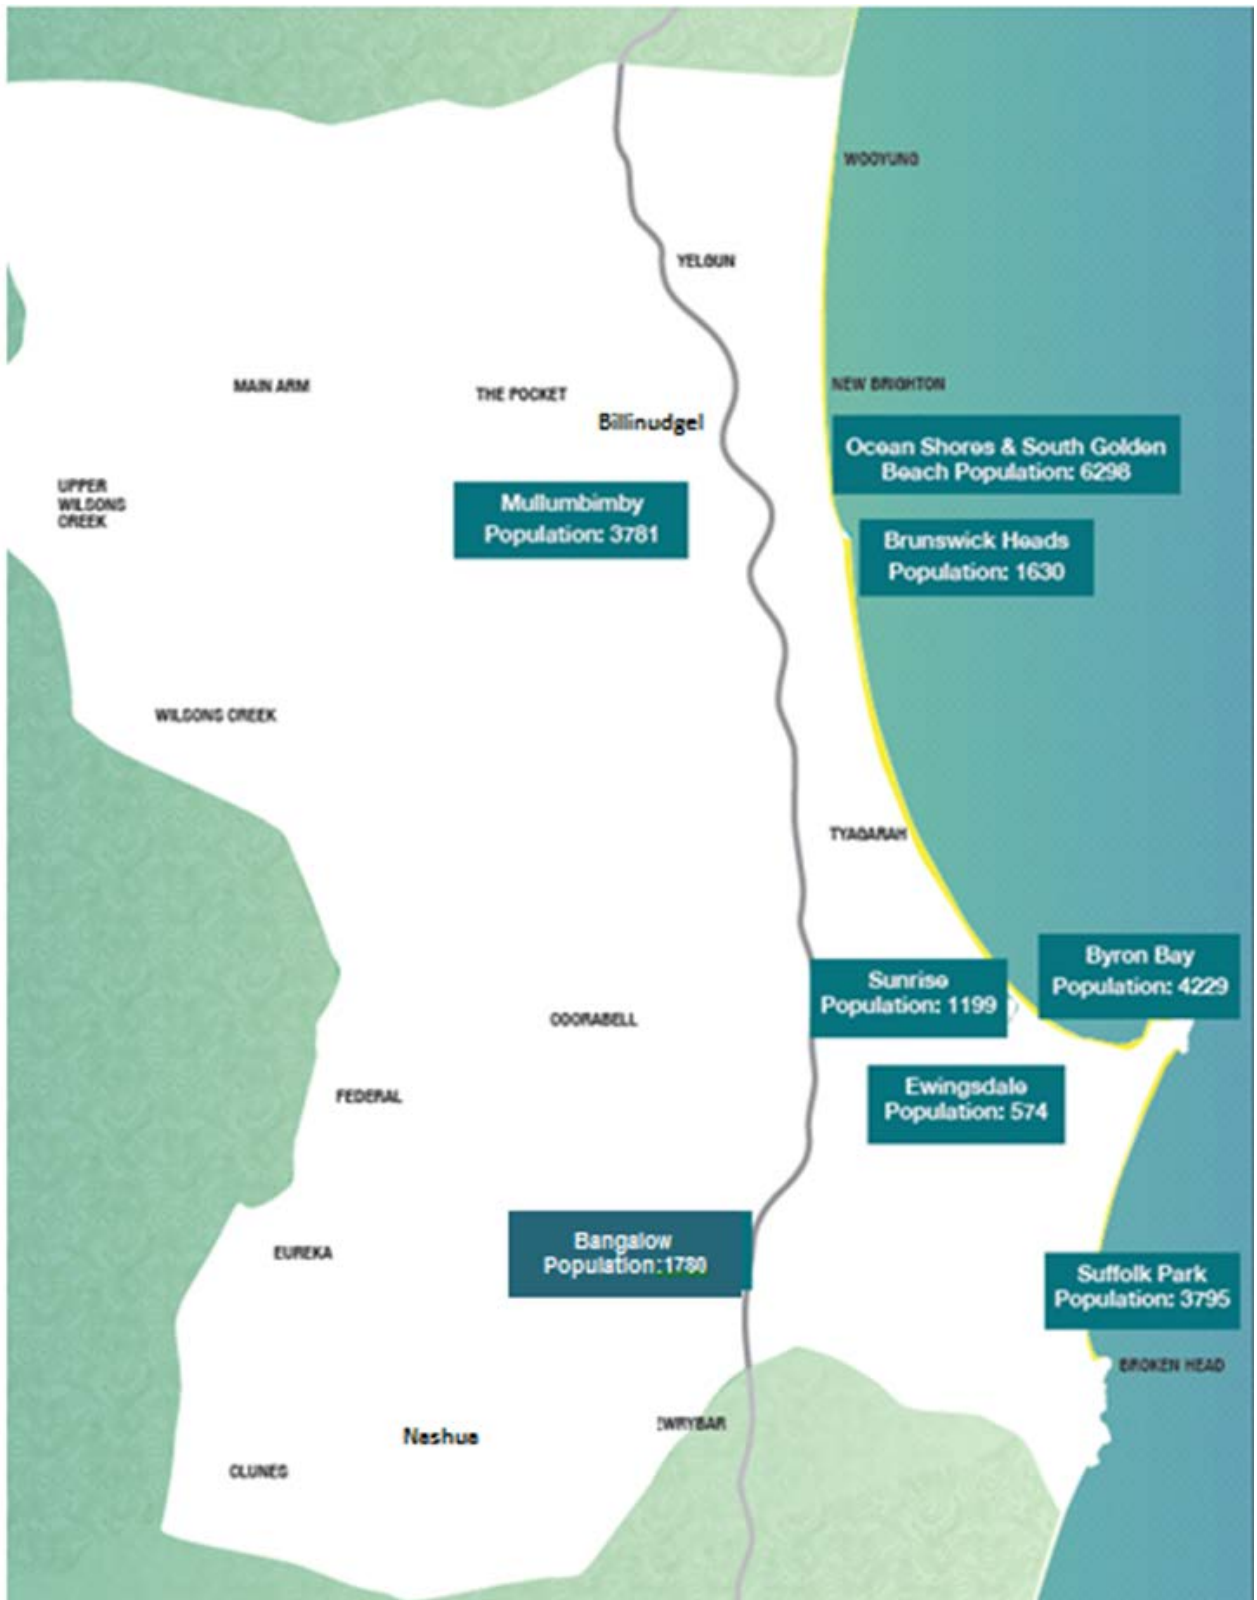 WOOYUNG
YELGUN
MAIN ARM
THE POCKET
NEW BRIGHTON
Billinudgel
Ocean Shores & South Golden
Beach Population: 6298
UPPER
WILSONS
CREEK
Mullumbimby
Population: 3781
Brunswick Heads
Population: 1630
WILSONS CREEK
TYAGARAH
Byron Bay
Population: 4229
Sunrise
Population: 1199
COORABELL
Ewingsdale
Population: 574
FEDERAL
Bangalow
Population:1780
EUREKA
Suffolk Park
Population: 3795
BROKEN HEAD
EWRYBAR
Nashua
CLUNES